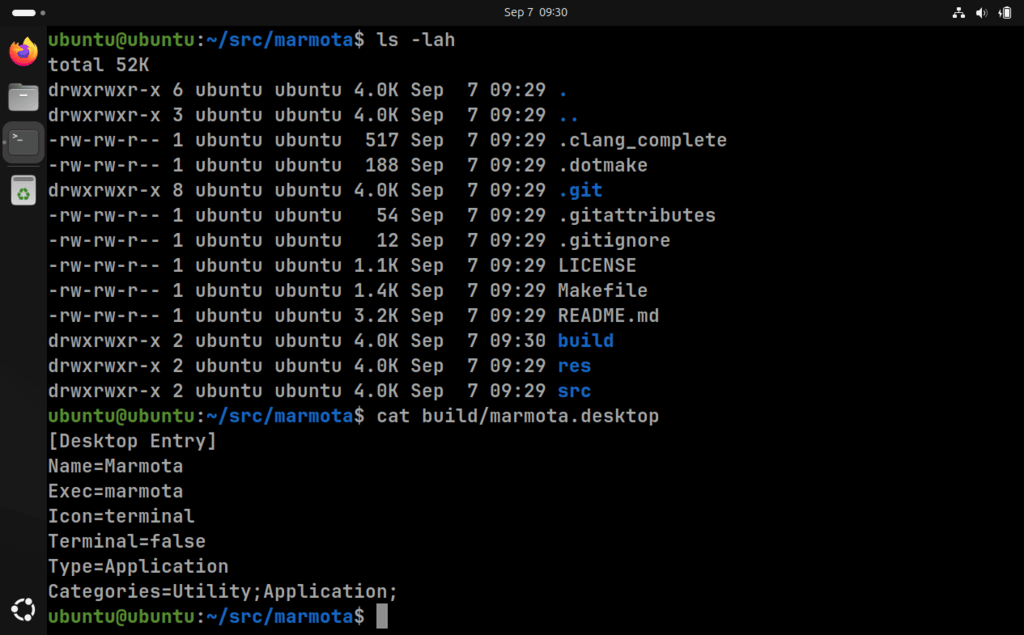 Sep 7 09:30
ubuntu@ubuntu:~/src/marmota$ ls -lah
total 52K
drwxrwxr-x 6 ubuntu ubuntu 4.0K Sep  7 09:29 .
drwxrwxr-x 3 ubuntu ubuntu 4.0K Sep  7 09:29 ..
-rw-rw-r-- 1 ubuntu ubuntu  517 Sep  7 09:29 .clang_complete
-rw-rw-r-- 1 ubuntu ubuntu  188 Sep  7 09:29 .dotmake
drwxrwxr-x 8 ubuntu ubuntu 4.0K Sep  7 09:29 .git
-rw-rw-r-- 1 ubuntu ubuntu   54 Sep  7 09:29 .gitattributes
-rw-rw-r-- 1 ubuntu ubuntu   12 Sep  7 09:29 .gitignore
-rw-rw-r-- 1 ubuntu ubuntu 1.1K Sep  7 09:29 LICENSE
-rw-rw-r-- 1 ubuntu ubuntu 1.4K Sep  7 09:29 Makefile
-rw-rw-r-- 1 ubuntu ubuntu 3.2K Sep  7 09:29 README.md
drwxrwxr-x 2 ubuntu ubuntu 4.0K Sep  7 09:30 build
drwxrwxr-x 2 ubuntu ubuntu 4.0K Sep  7 09:29 res
drwxrwxr-x 2 ubuntu ubuntu 4.0K Sep  7 09:29 src
ubuntu@ubuntu:~/src/marmota$ cat build/marmota.desktop
[Desktop Entry]
Name=Marmota
Exec=marmota
Icon=terminal
Terminal=false
Type=Application
Categories=Utility;Application;
ubuntu@ubuntu:~/src/marmota$